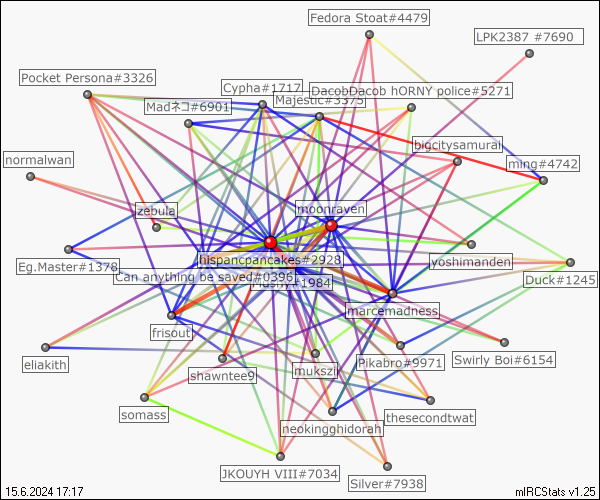 Fedora Stoat#4479
LPK2387 #7690
Pocket Persona#3326
Cypha#1717
DacobDacob hORNY police#5271
Majestic#3375
Madネコ#6901
bigcitysamurai
normalwan
ming#4742
zebula
moonraven
Eg.Master#1378
hispancpancakes#2928
yoshimanden
Can anything be saved#0396
#1984
Duck#1245
marcemadness
frisout
eliakith
Pikabro#9971
Swirly Boi#6154
shawntee9
mukszil
somass
thesecondtwat
neokingghidorah
JKOUYH VIII#7034
Silver#7938
15.6.2024 17:17
mIRCStats v1.25